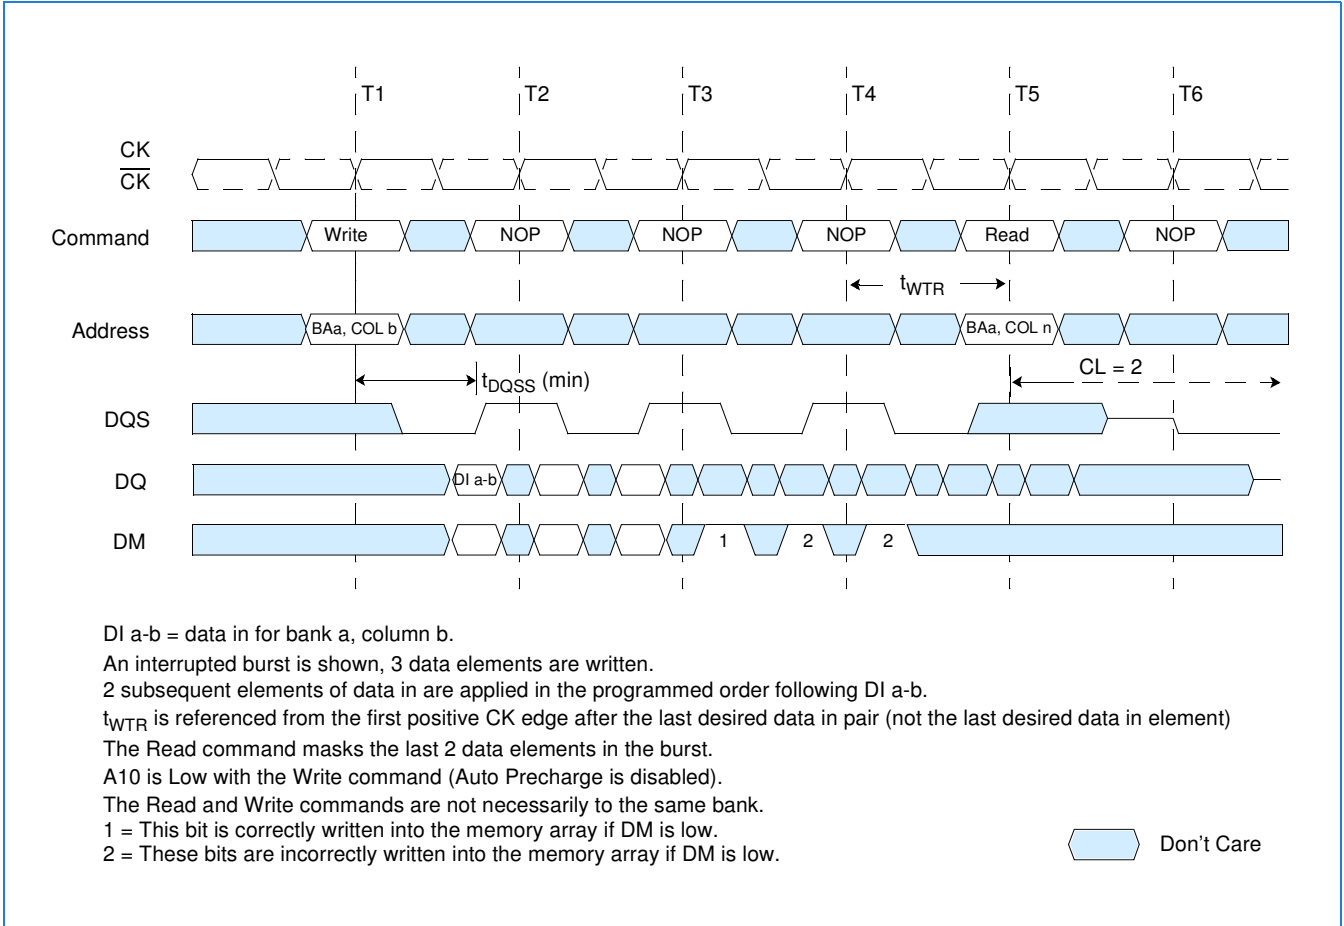 T1 T2 T3 T4 T5 T6
CK
CK
Command Write NOP NOP NOP Read NOP
tWTR
Address BAa, COL b BAa, COL n
tDQSS (min) CL = 2
DQS
DQ DI a-b
DM 1 2 2
DI a-b = data in for bank a, column b.
An interrupted burst is shown, 3 data elements are written.
2 subsequent elements of data in are applied in the programmed order following DI a-b.
tWTR is referenced from the first positive CK edge after the last desired data in pair (not the last desired data in element)
The Read command masks the last 2 data elements in the burst.
A10 is Low with the Write command (Auto Precharge is disabled).
The Read and Write commands are not necessarily to the same bank.
1 = This bit is correctly written into the memory array if DM is low.
2 = These bits are incorrectly written into the memory array if DM is low.
Don't Care